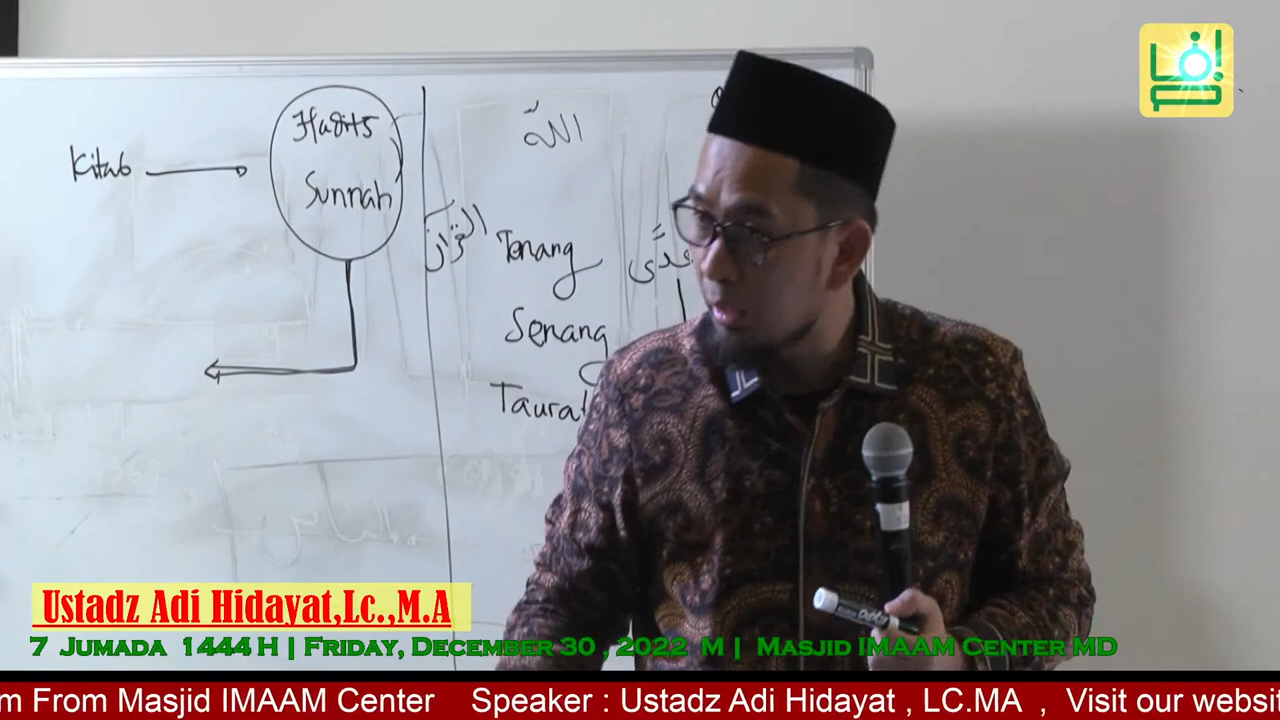 Hadits
Kitab
Sunnah
الله
القرآن
Tenang
هدًى
Senang
Taurat
Ustadz Adi Hidayat,Lc.,M.A
7 Jumada 1444 H | Friday, December 30 , 2022 M | Masjid IMAAM Center MD
m From Masjid IMAAM Center Speaker : Ustadz Adi Hidayat , LC.MA , Visit our websit